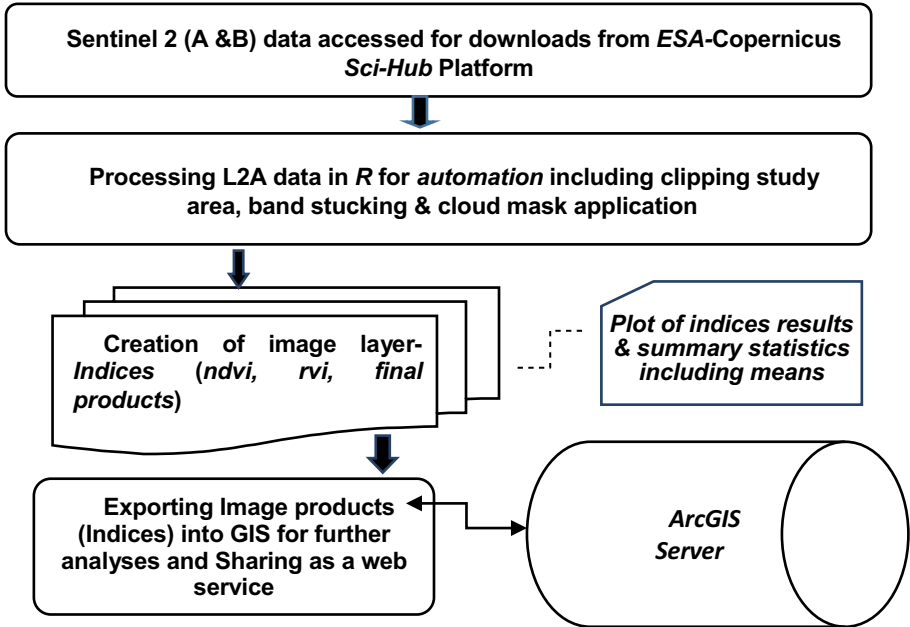 Sentinel 2 (A &B) data accessed for downloads from ESA-Copernicus
Sci-Hub Platform
Processing L2A data in R for automation including clipping study
area, band stucking & cloud mask application
Creation of image layer-
Indices (ndvi, rvi, final
products)
Plot of indices results
& summary statistics
including means
Exporting Image products
(Indices) into GIS for further
analyses and Sharing as a web
service
ArcGIS
Server